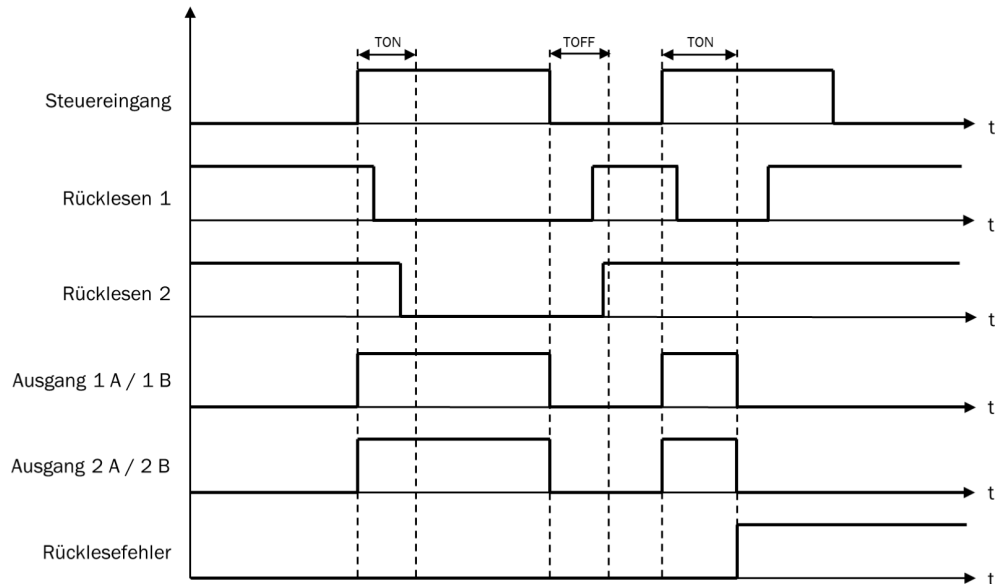 TON TOFF TON
Steuereingang
t
Rücklesen 1
t
Rücklesen 2
t
Ausgang 1 A / 1 B
t
Ausgang 2 A / 2 B
t
Rücklesefehler
t